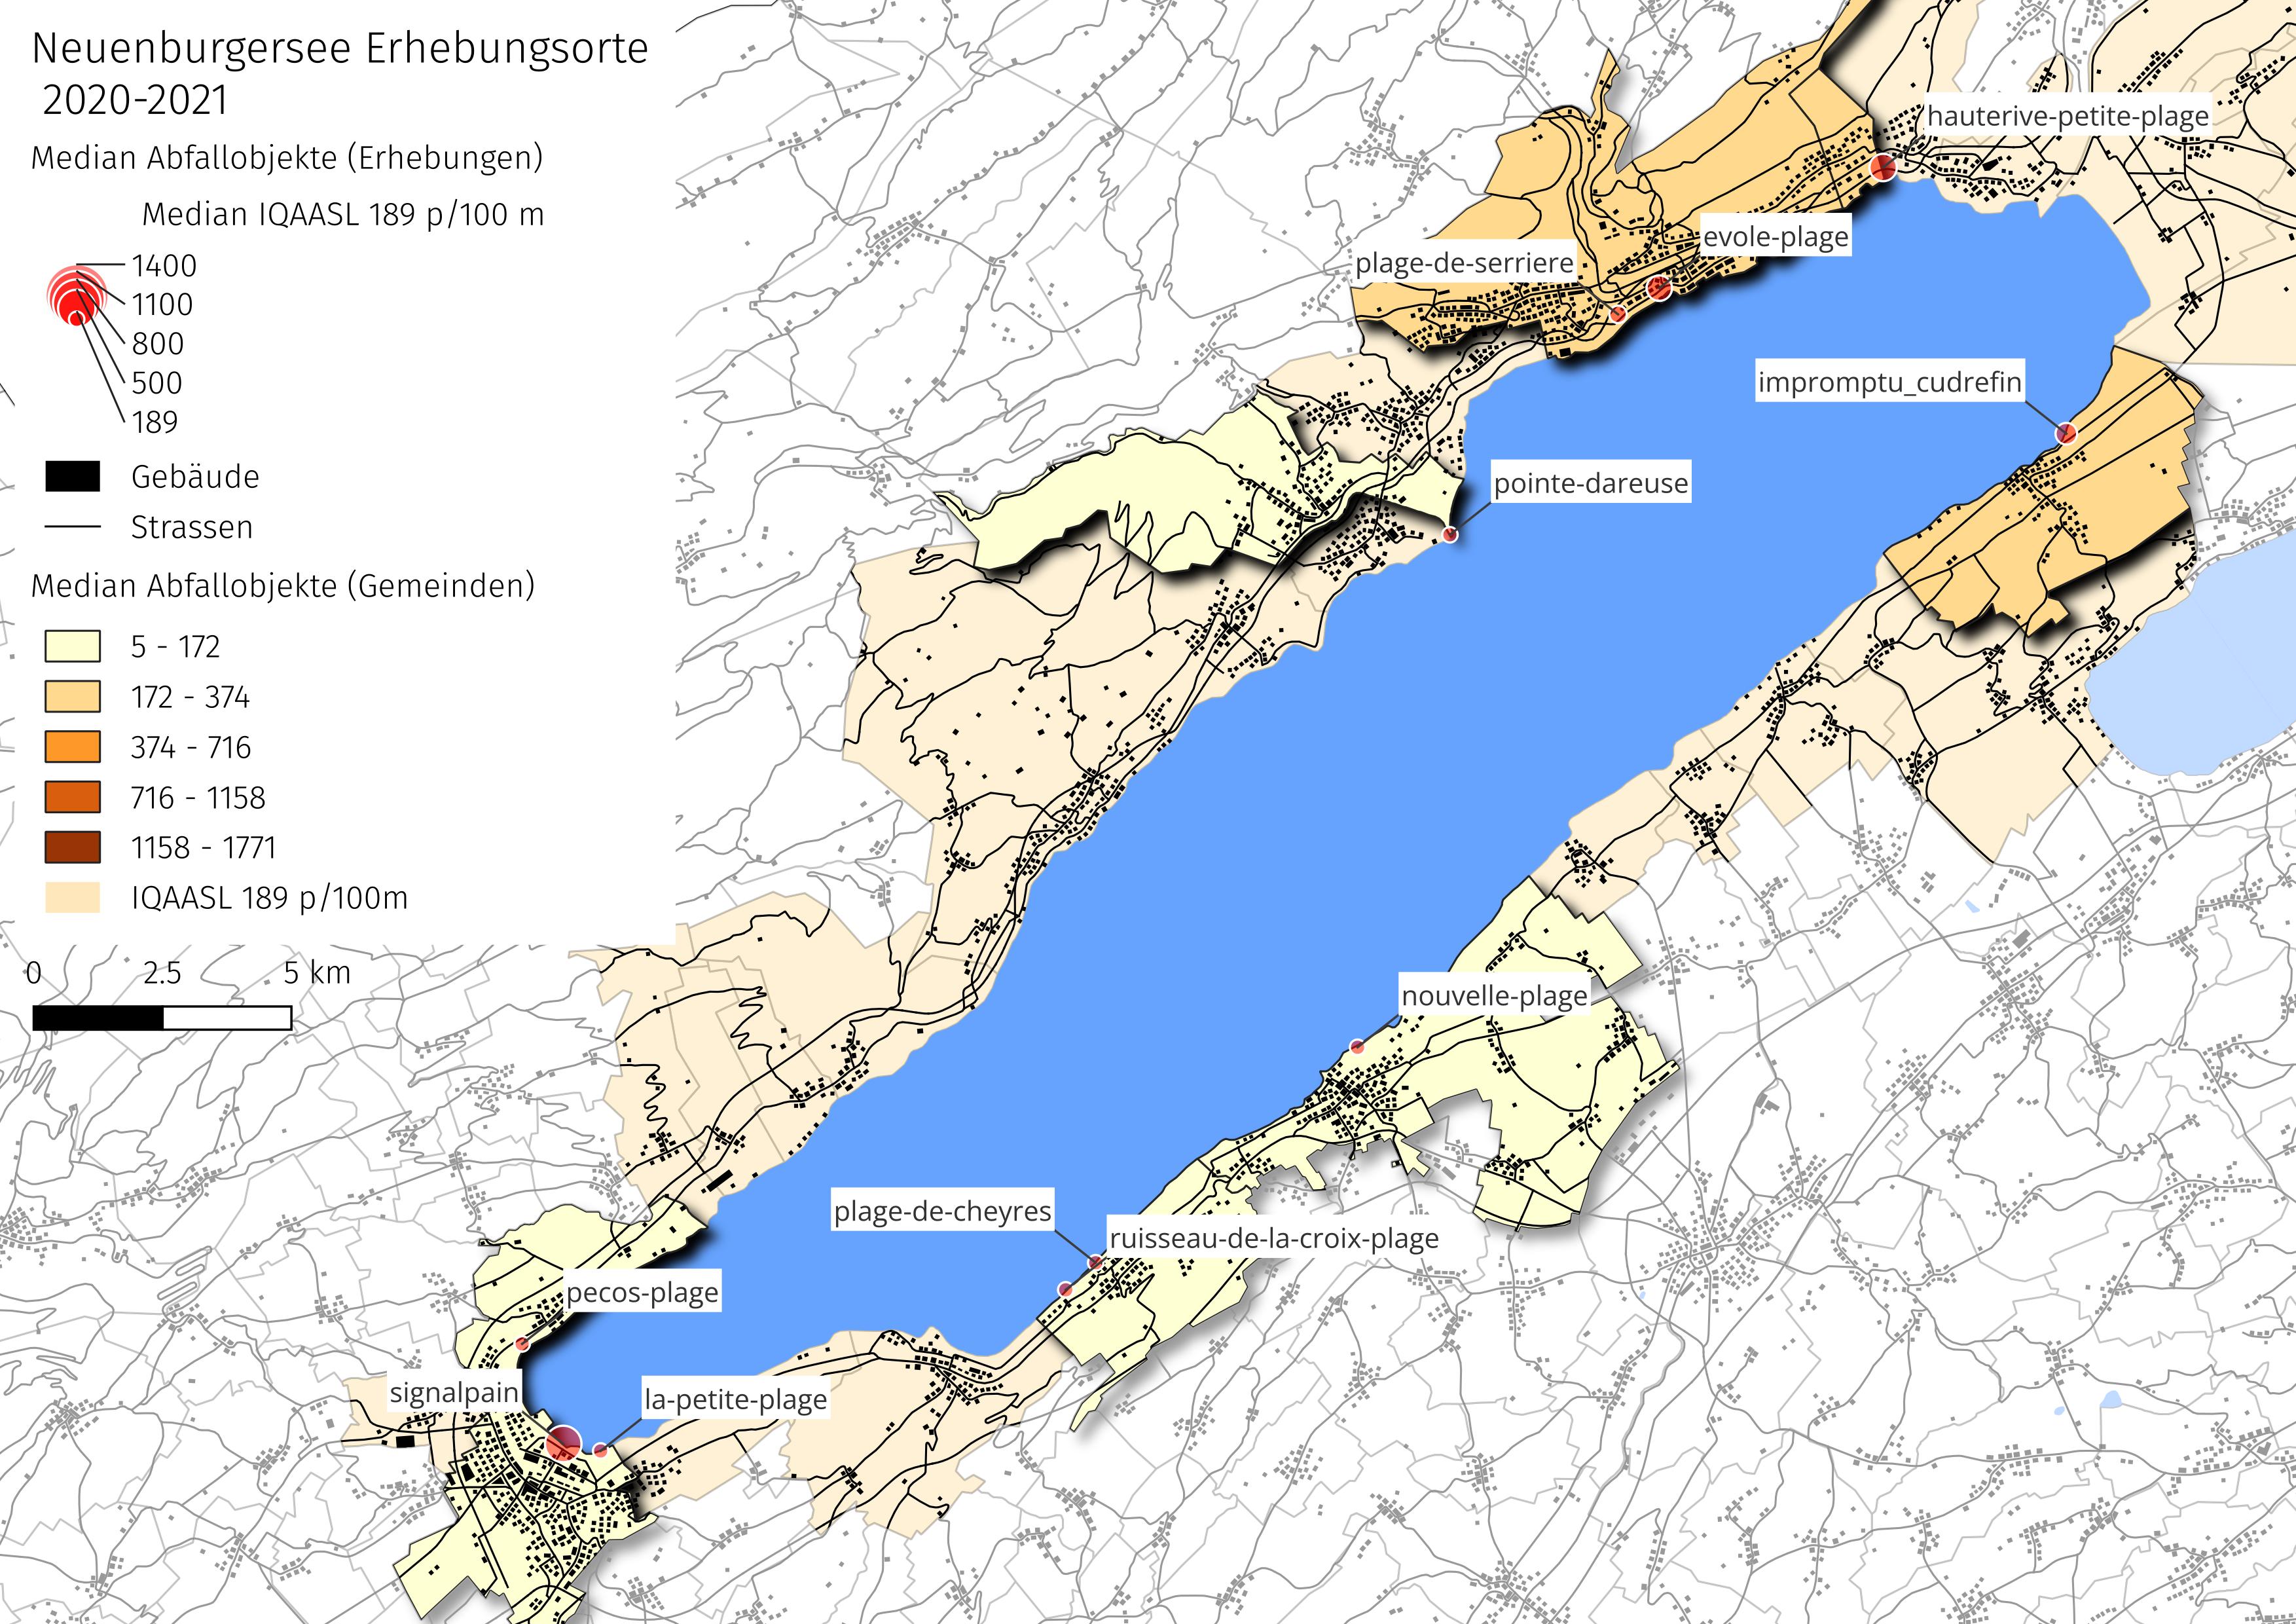 Neuenburgersee Erhebungsorte
2020-2021
Median Abfallobjekte (Erhebungen)
Median IQAASL 189 p/100 m
1400
1100
800
500
189
Gebäude
Strassen
Median Abfallobjekte (Gemeinden)
5 - 172
172 - 374
374 - 716
716 - 1158
1158 - 1771
IQAASL 189 p/100m
0 2.5 5 km
hauterive-petite-plage
evole-plage
plage-de-serriere
impromptu_cudrefin
pointe-dareuse
nouvelle-plage
plage-de-cheyres
ruisseau-de-la-croix-plage
pecos-plage
signalpain
la-petite-plage